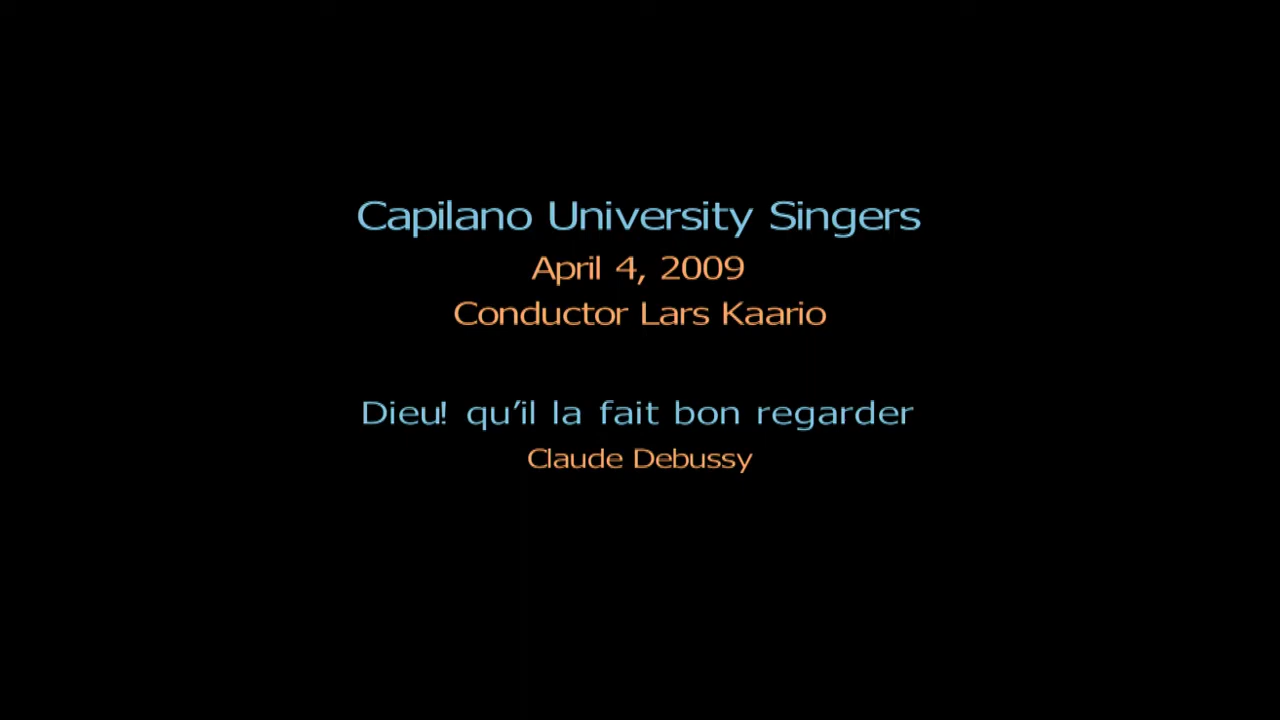 Capilano University Singers
April 4, 2009
Conductor Lars Kaario
Dieu! qu’il la fait bon regarder
Claude Debussy